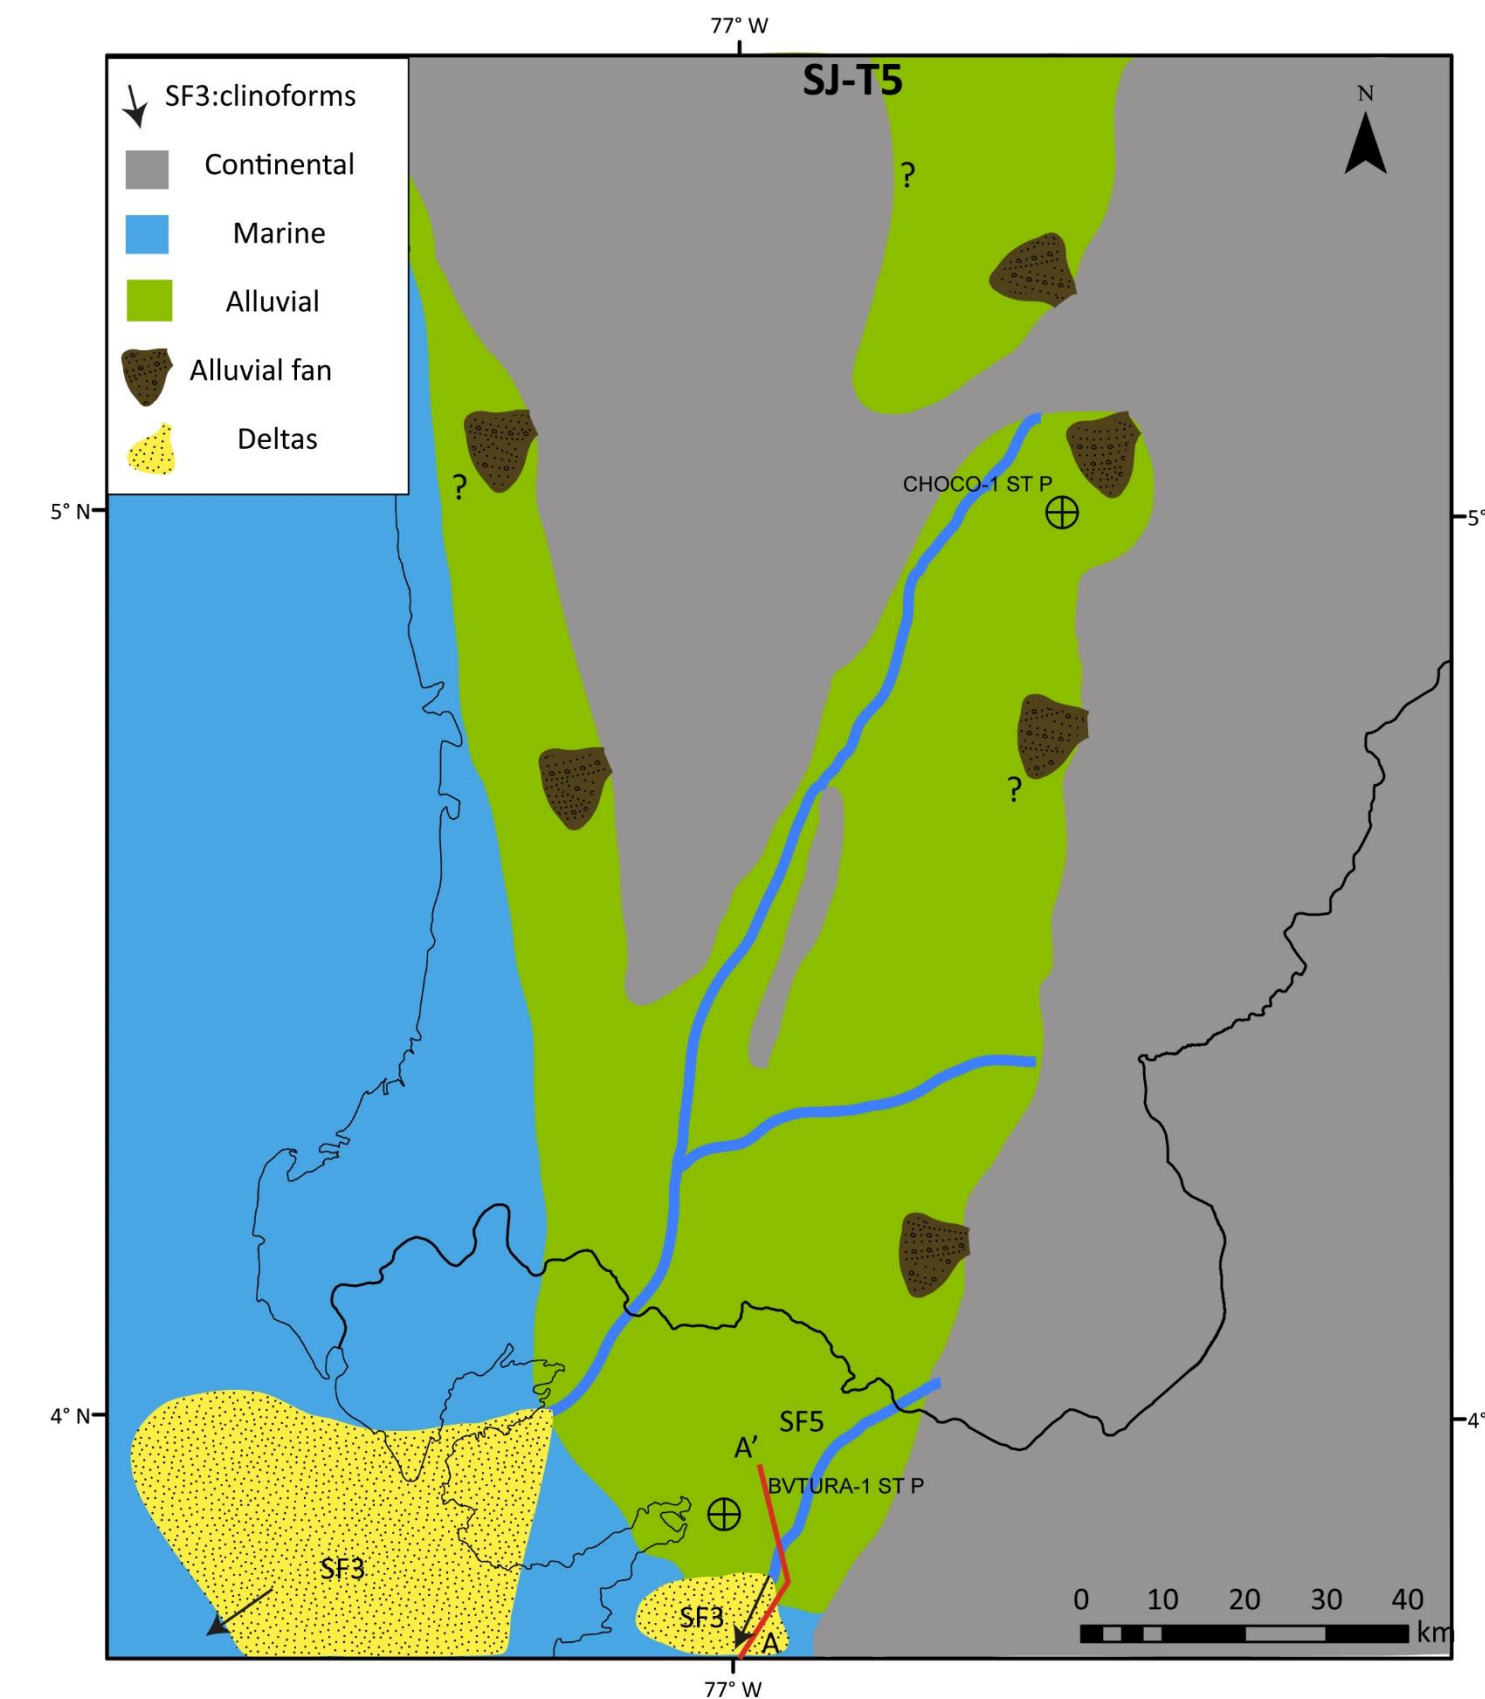 77° W
SJ-T5
SF3:clinoforms
N
Continental
?
Marine
Alluvial
Alluvial fan
Deltas
CHOCO-1 ST P
?
5° N
5°
?
4° N
4°
SF5
A’
BVTURA-1 ST P
SF3
0 10 20 30 40
SF3
km
A
77° W